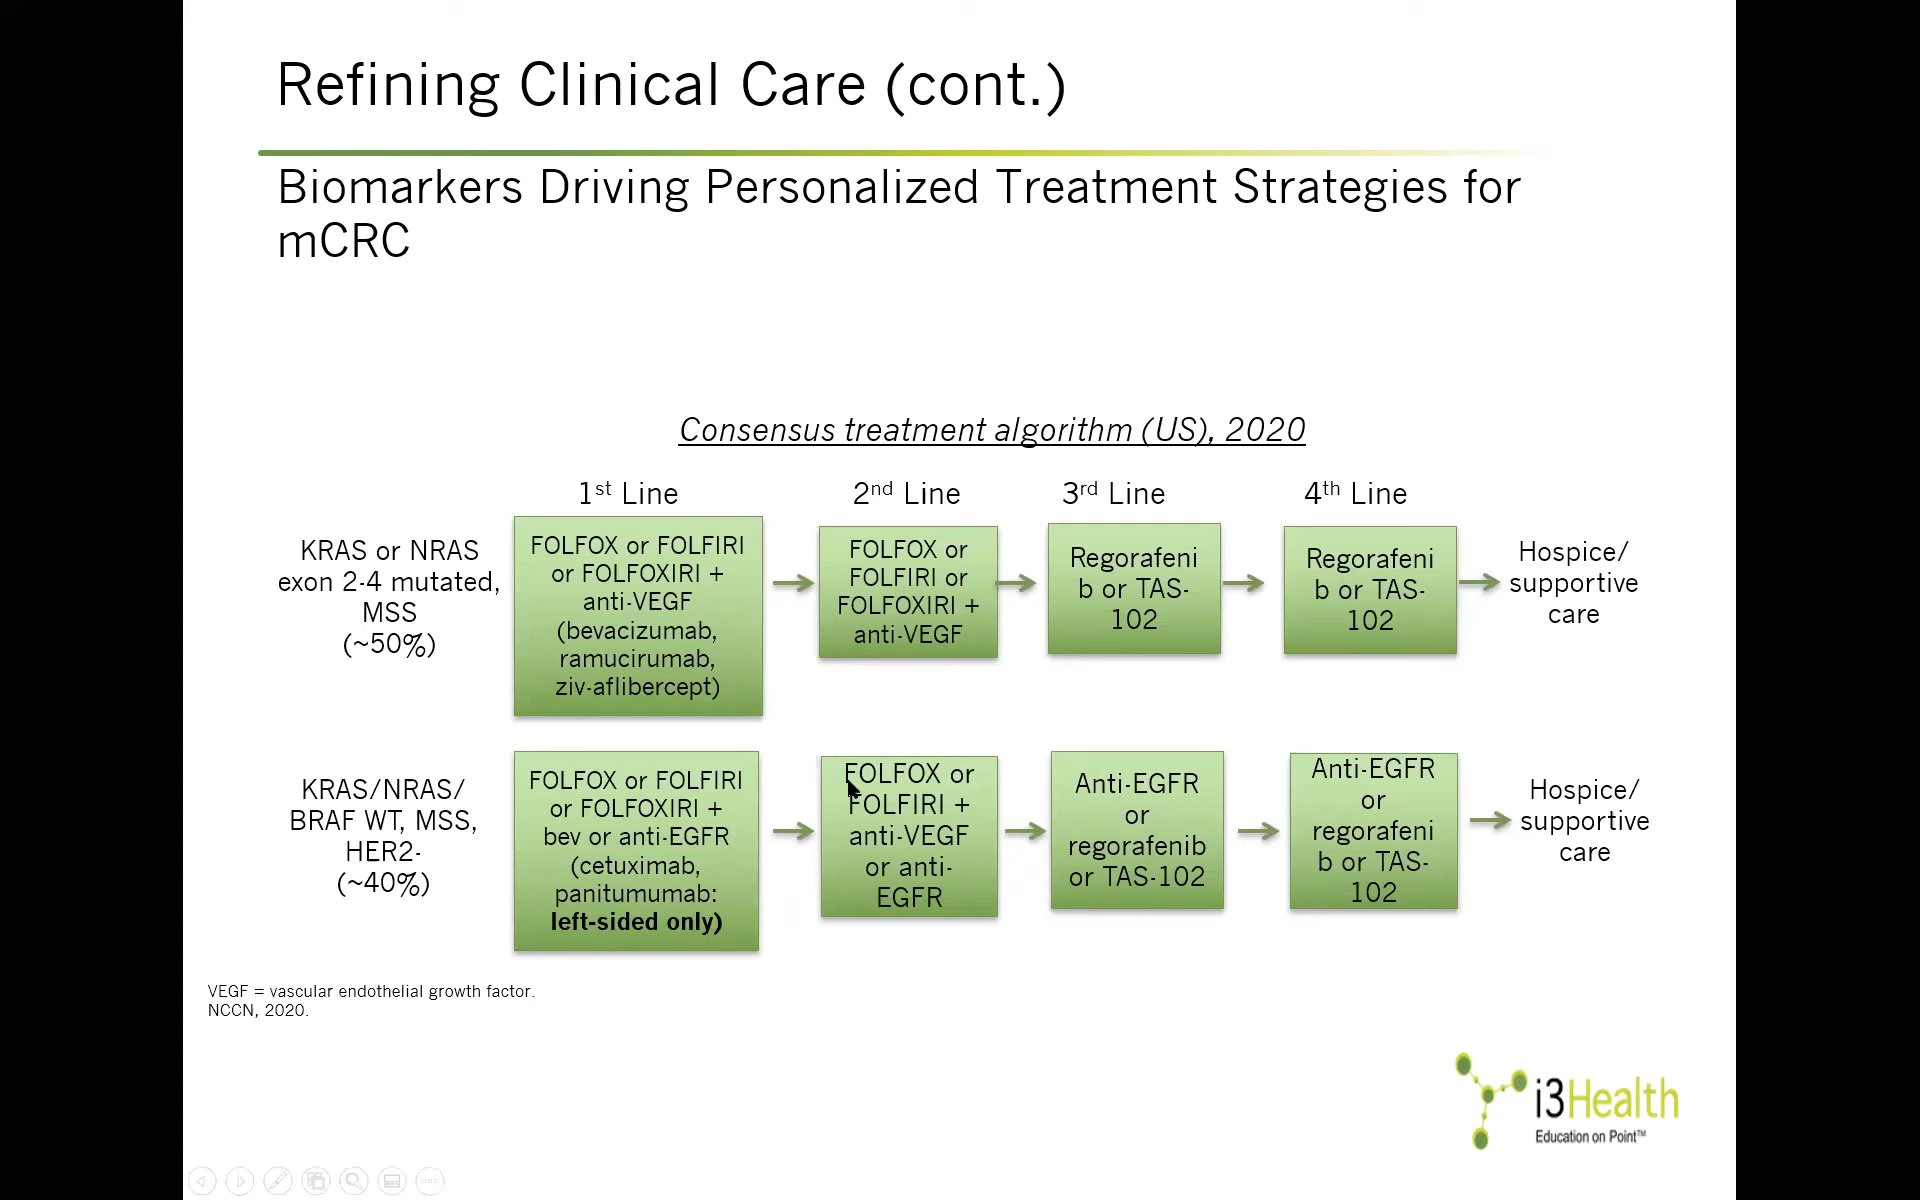 Refining Clinical Care (cont.)
Biomarkers Driving Personalized Treatment Strategies for
mCRC
Consensus treatment algorithm (US), 2020
1st Line
2nd Line
3rd Line
4th Line
KRAS or NRAS
exon 2-4 mutated,
MSS
(~50%)
FOLFOX or FOLFIRI
or FOLFOXIRI +
anti-VEGF
(bevacizumab,
ramucirumab,
ziv-aflibercept)
FOLFOX or
FOLFIRI or
FOLFOXIRI +
anti-VEGF
Regorafeni
b or TAS-
102
Regorafeni
b or TAS-
102
Hospice/
supportive
care
KRAS/NRAS/
BRAF WT, MSS,
HER2-
(~40%)
FOLFOX or FOLFIRI
or FOLFOXIRI +
bev or anti-EGFR
(cetuximab,
panitumumab:
left-sided only)
FOLFOX or
FOLFIRI +
anti-VEGF
or anti-
EGFR
Anti-EGFR
or
regorafenib
or TAS-102
Anti-EGFR
or
regorafeni
b or TAS-
102
Hospice/
supportive
care
VEGF = vascular endothelial growth factor.
NCCN, 2020.
i3Health
Education on Point™